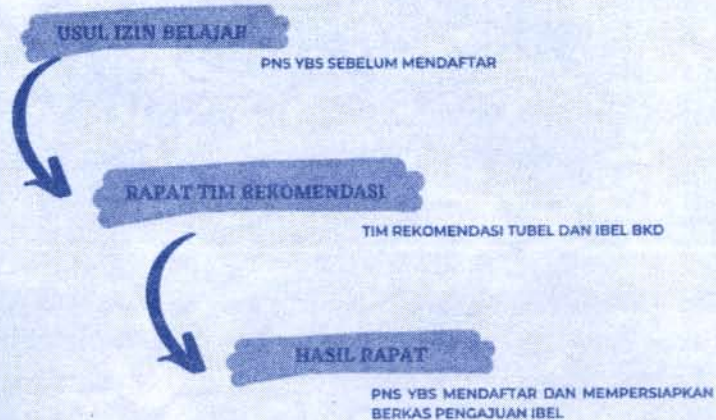 USUL IZIN BELAJAR
PNS YBS SEBELUM MENDAFTAR
RAPAT TIM REKOMENDASI
TIM REKOMENDASI TUBEL DAN IBEL BKD
HASIL RAPAT
PNS YBS MENDAFTAR DAN MEMPERSIAPKAN
BERKAS PENGAJUAN IBEL